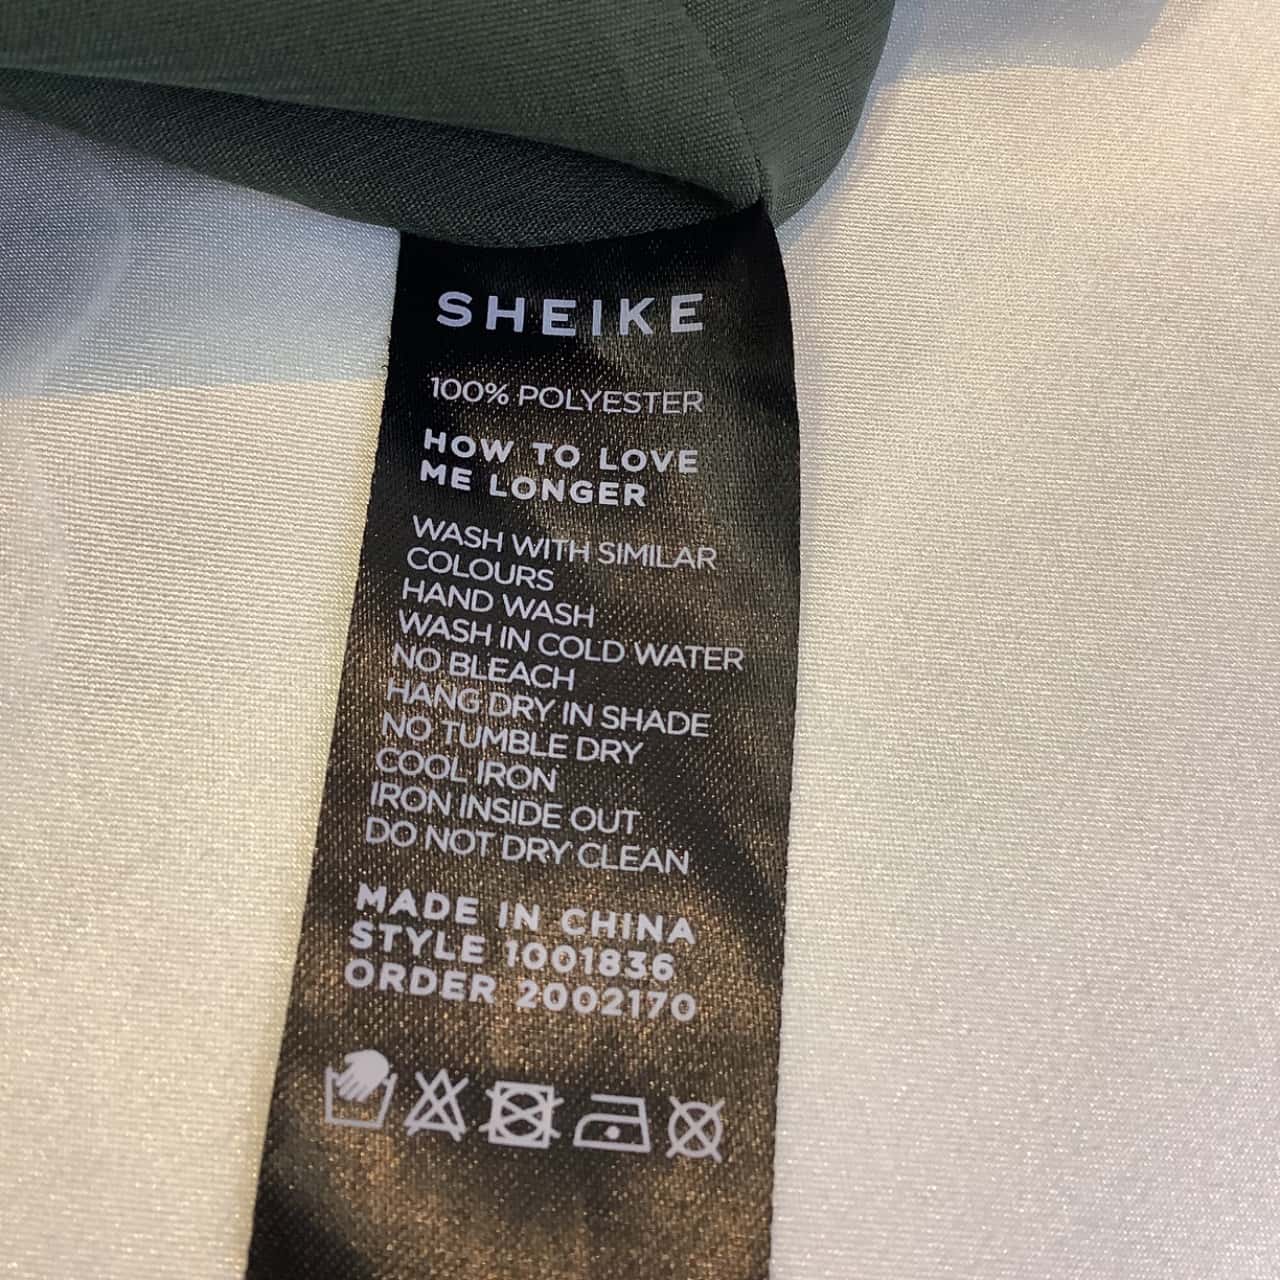 SHEIKE
100% POLYESTER
HOW TO LOVE
ME LONGER
WASH WITH SIMILAR
COLOURS
HAND WASH
WASH IN COLD WATER
NO BLEACH
HANG DRY IN SHADE
NO TUMBLE DRY
COOL IRON
IRON INSIDE OUT
DO NOT DRY CLEAN
MADE IN CHINA
STYLE 1001836
ORDER 2002170